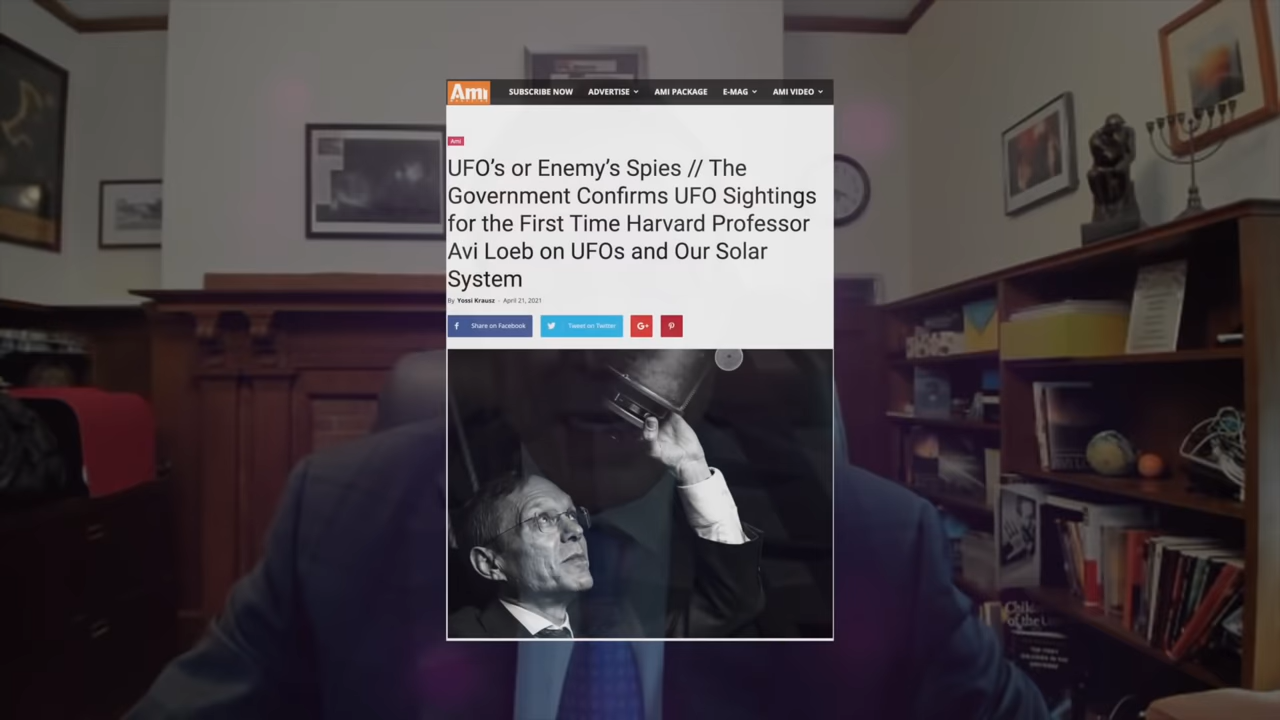 Ami
SUBSCRIBE NOW ADVERTISE AMI PACKAGE E-MAG AMI VIDEO
Ami
UFO's or Enemy's Spies // The
Government Confirms UFO Sightings
for the First Time Harvard Professor
Avi Loeb on UFOs and Our Solar
System
By Yossi Krausz - April 21, 2021
Share on Facebook
Tweet on Twitter
G+